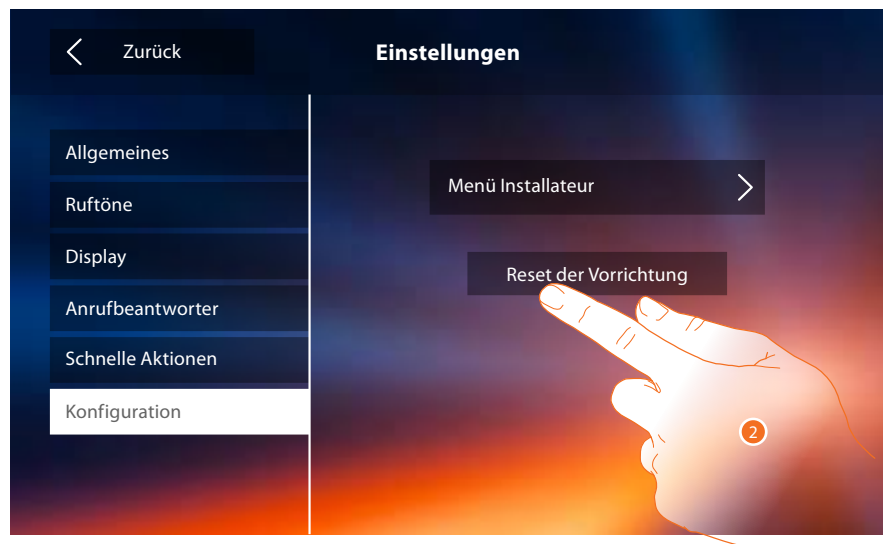 Zurück
Einstellungen
Allgemeines
Ruftöne
Display
Anrufbeantworter
Schnelle Aktionen
Konfiguration
Menü Installateur
Reset der Vorrichtung
2